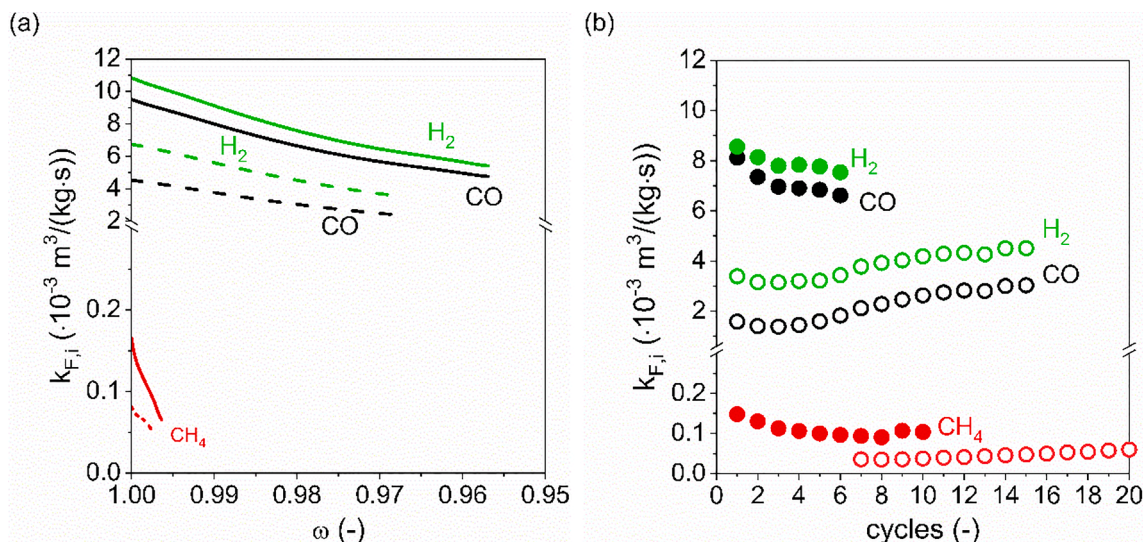 (a)
12
10
8
6
4
2
0.2
0.1
0.0
k_F,i (·10⁻³ m³/(kg·s))
H₂
H₂
CO
CO
CH₄
1.00 0.99 0.98 0.97 0.96 0.95
ω (-)
(b)
12
10
8
6
4
2
0.2
0.1
0.0
k_F,i (·10⁻³ m³/(kg·s))
H₂
CO
H₂
CO
CH₄
0 2 4 6 8 10 12 14 16 18 20
cycles (-)